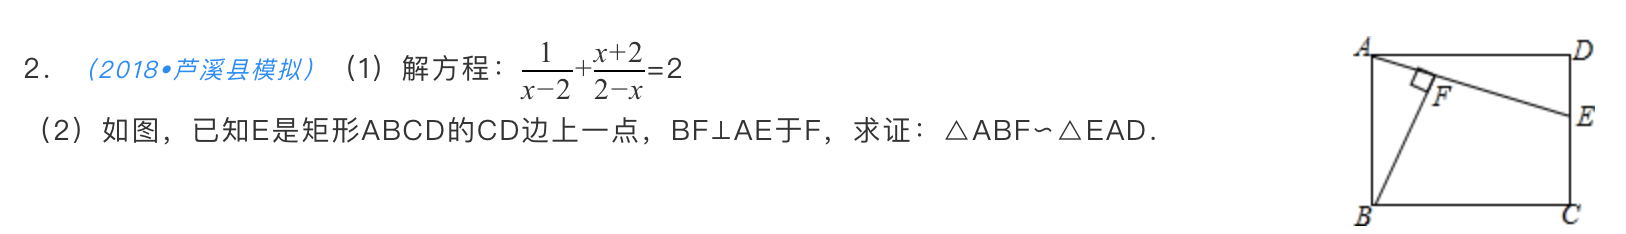 2. （2018•芦溪县模拟）（1）解方程：$\frac{1}{x-2}+\frac{x+2}{2-x}=2$
（2）如图，已知E是矩形ABCD的CD边上一点，BF⊥AE于F，求证：△ABF∽△EAD.
A
D
F
E
B
C